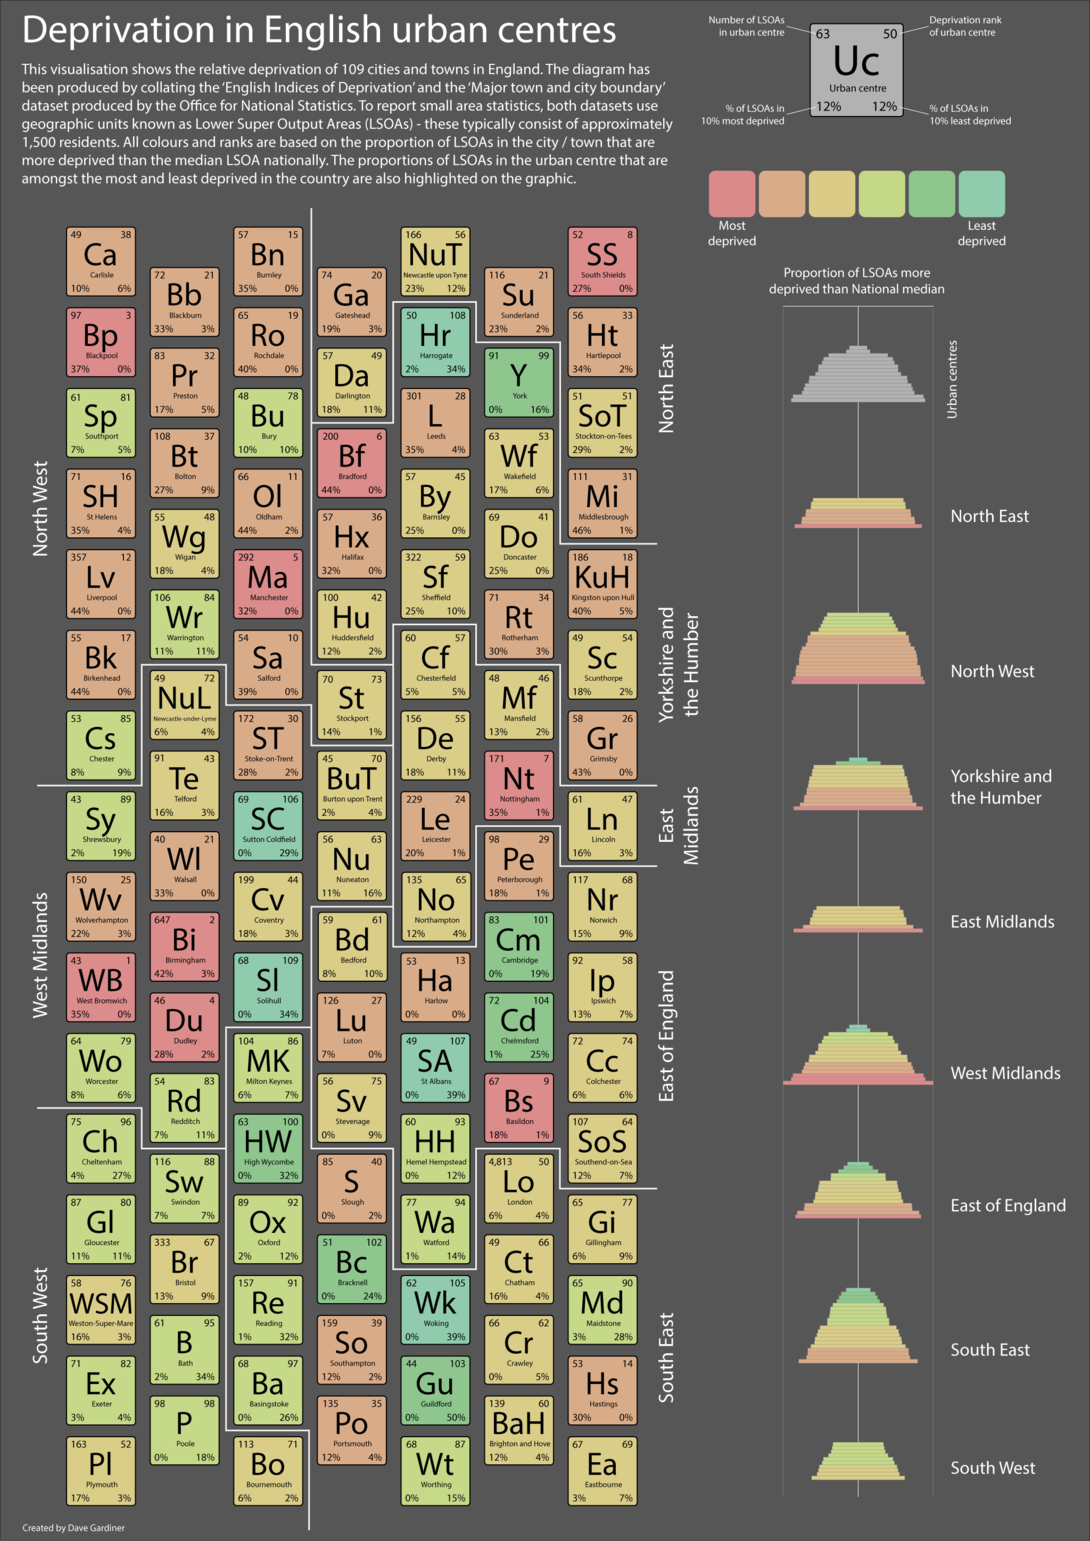 Deprivation in English urban centres
This visualisation shows the relative deprivation of 109 cities and towns in England. The diagram has
been produced by collating the 'English Indices of Deprivation' and the 'Major town and city boundary'
dataset produced by the Office for National Statistics. To report small area statistics, both datasets use
geographic units known as Lower Super Output Areas (LSOAs) - these typically consist of approximately
1,500 residents. All colours and ranks are based on the proportion of LSOAs in the city / town that are
more deprived than the median LSOA nationally. The proportions of LSOAs in the urban centre that are
amongst the most and least deprived in the country are also highlighted on the graphic.
Number of LSOAs
in urban centre
Deprivation rank
of urban centre
63 50
Uc
Urban centre
12% 12%
% of LSOAs in
10% most deprived
% of LSOAs in
10% least deprived
Most
deprived
Least
deprived
Proportion of LSOAs more
deprived than National median
Urban centres
North East
North West
Yorkshire and
the Humber
East Midlands
West Midlands
East of England
South East
South West
North West
West Midlands
South West
North East
Yorkshire and
the Humber
East
Midlands
East of England
South East
49 38
Ca
Carlisle
10% 6%
97 3
Bp
Blackpool
37% 0%
61 81
Sp
Southport
7% 5%
71 16
SH
St Helens
35% 4%
357 12
Lv
Liverpool
44% 0%
55 17
Bk
Birkenhead
44% 0%
53 85
Cs
Chester
8% 9%
43 89
Sy
Shrewsbury
2% 19%
150 25
Wv
Wolverhampton
22% 3%
43 1
WB
West Bromwich
35% 0%
64 79
Wo
Worcester
8% 6%
75 96
Ch
Cheltenham
4% 27%
87 80
Gl
Gloucester
11% 11%
58 76
WSM
Weston-Super-Mare
16% 3%
71 82
Ex
Exeter
3% 4%
163 52
Pl
Plymouth
17% 3%
72 21
Bb
Blackburn
33% 3%
83 32
Pr
Preston
17% 5%
108 37
Bt
Bolton
27% 9%
55 48
Wg
Wigan
18% 4%
106 84
Wr
Warrington
11% 11%
49 72
NuL
Newcastle-under-Lyme
6% 4%
91 43
Te
Telford
16% 3%
40 21
Wl
Walsall
33% 0%
647 2
Bi
Birmingham
42% 3%
46 4
Du
Dudley
28% 2%
54 83
Rd
Redditch
7% 11%
116 88
Sw
Swindon
7% 7%
333 67
Br
Bristol
13% 9%
61 95
B
Bath
2% 34%
98 98
P
Poole
0% 18%
57 15
Bn
Burnley
35% 0%
65 19
Ro
Rochdale
40% 0%
48 78
Bu
Bury
10% 10%
66 11
Ol
Oldham
44% 2%
292 5
Ma
Manchester
32% 0%
54 10
Sa
Salford
39% 0%
172 30
ST
Stoke-on-Trent
28% 2%
69 106
SC
Sutton Coldfield
0% 29%
199 44
Cv
Coventry
18% 3%
68 109
Sl
Solihull
0% 34%
104 86
MK
Milton Keynes
6% 7%
63 100
HW
High Wycombe
0% 32%
89 92
Ox
Oxford
2% 12%
157 91
Re
Reading
1% 32%
68 97
Ba
Basingstoke
0% 26%
113 71
Bo
Bournemouth
6% 2%
74 20
Ga
Gateshead
19% 3%
57 49
Da
Darlington
18% 11%
200 6
Bf
Bradford
44% 0%
57 36
Hx
Halifax
32% 0%
100 42
Hu
Huddersfield
12% 2%
70 73
St
Stockport
14% 1%
45 70
BuT
Burton upon Trent
2% 4%
56 63
Nu
Nuneaton
11% 16%
59 61
Bd
Bedford
8% 10%
126 27
Lu
Luton
7% 0%
56 75
Sv
Stevenage
0% 9%
85 40
S
Slough
0% 2%
51 102
Bc
Bracknell
0% 24%
159 39
So
Southampton
12% 2%
135 35
Po
Portsmouth
12% 4%
166 56
NuT
Newcastle upon Tyne
23% 12%
50 108
Hr
Harrogate
2% 34%
301 28
L
Leeds
35% 4%
57 45
By
Barnsley
25% 0%
322 59
Sf
Sheffield
25% 10%
60 57
Cf
Chesterfield
5% 5%
156 55
De
Derby
18% 11%
229 24
Le
Leicester
20% 1%
135 65
No
Northampton
12% 4%
53 13
Ha
Harlow
0% 0%
49 107
SA
St Albans
0% 39%
60 93
HH
Hemel Hempstead
0% 12%
77 94
Wa
Watford
1% 14%
62 105
Wk
Woking
0% 39%
44 103
Gu
Guildford
0% 50%
68 87
Wt
Worthing
0% 15%
116 21
Su
Sunderland
23% 2%
91 99
Y
York
0% 16%
63 53
Wf
Wakefield
17% 6%
69 41
Do
Doncaster
25% 0%
71 34
Rt
Rotherham
30% 3%
48 46
Mf
Mansfield
13% 2%
171 7
Nt
Nottingham
35% 1%
98 29
Pe
Peterborough
18% 1%
83 101
Cm
Cambridge
0% 19%
72 104
Cd
Chelmsford
1% 25%
67 9
Bs
Basildon
18% 1%
4,813 50
Lo
London
6% 4%
49 66
Ct
Chatham
16% 4%
66 62
Cr
Crawley
0% 5%
139 60
BaH
Brighton and Hove
12% 4%
52 8
SS
South Shields
27% 0%
56 33
Ht
Hartlepool
34% 2%
51 51
SoT
Stockton-on-Tees
29% 2%
111 31
Mi
Middlesbrough
46% 1%
186 18
KuH
Kingston upon Hull
40% 5%
49 54
Sc
Scunthorpe
18% 2%
58 26
Gr
Grimsby
43% 0%
61 47
Ln
Lincoln
16% 3%
117 68
Nr
Norwich
15% 9%
92 58
Ip
Ipswich
13% 7%
72 74
Cc
Colchester
6% 6%
107 64
SoS
Southend-on-Sea
12% 7%
65 77
Gi
Gillingham
6% 9%
65 90
Md
Maidstone
3% 28%
53 14
Hs
Hastings
30% 0%
67 69
Ea
Eastbourne
3% 7%
Created by Dave Gardiner